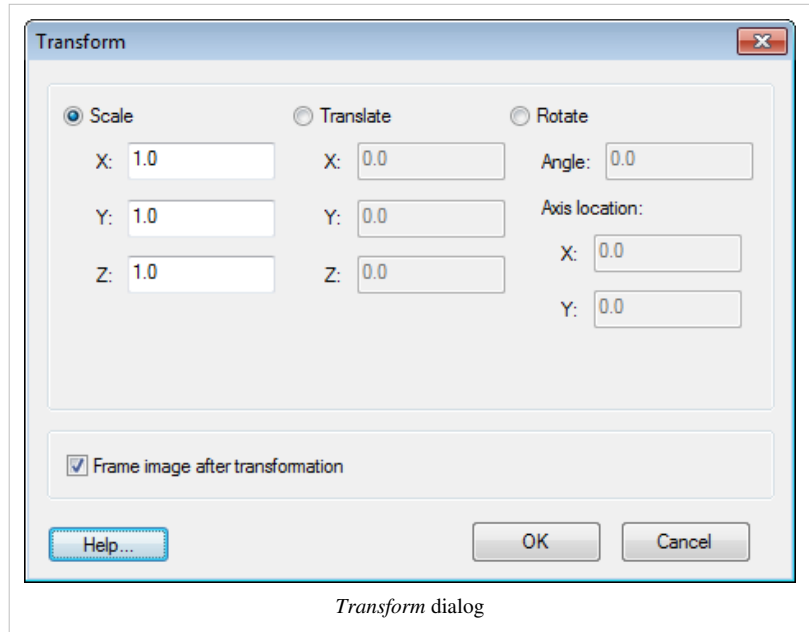 Transform
Scale Translate Rotate
X: 1.0 X: 0.0 Angle: 0.0
Y: 1.0 Y: 0.0 Axis location:
Z: 1.0 Z: 0.0 X: 0.0
Y: 0.0
Frame image after transformation
Help... OK Cancel
Transform dialog